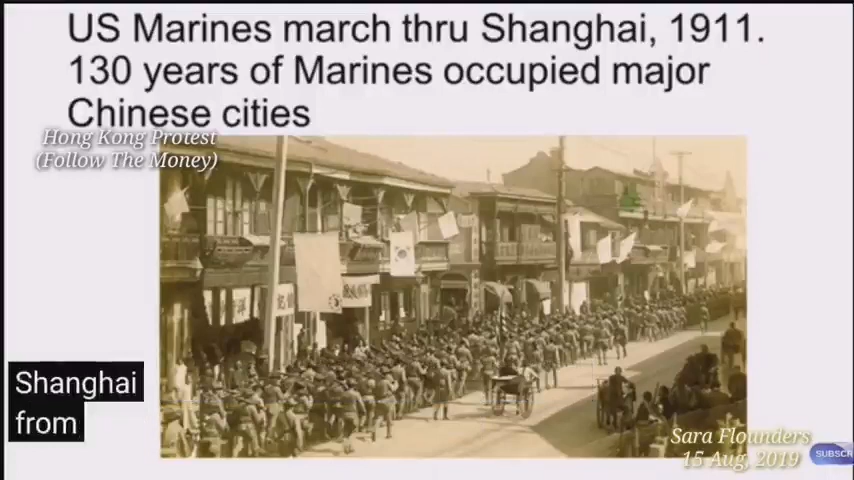 US Marines march thru Shanghai, 1911.
130 years of Marines occupied major
Chinese cities
Hong Kong Protest
(Follow The Money)
Shanghai
from
Sara Flounders
15 Aug, 2019
SUBSCR